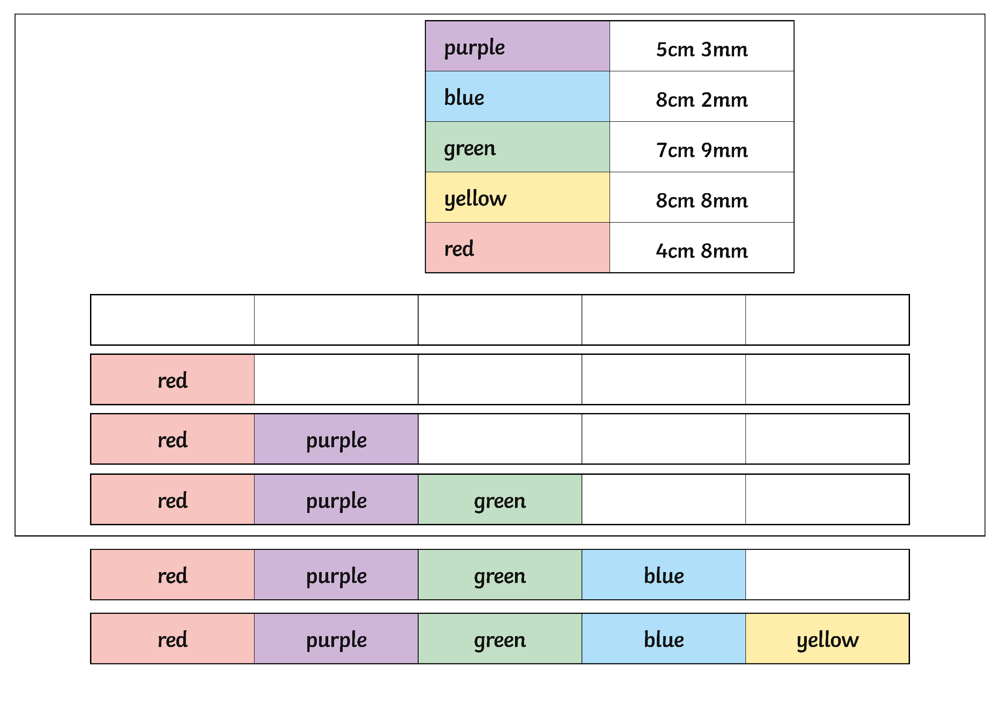 purple 5cm 3mm
blue 8cm 2mm
green 7cm 9mm
yellow 8cm 8mm
red 4cm 8mm
red
red purple
red purple green
red purple green blue
red purple green blue yellow